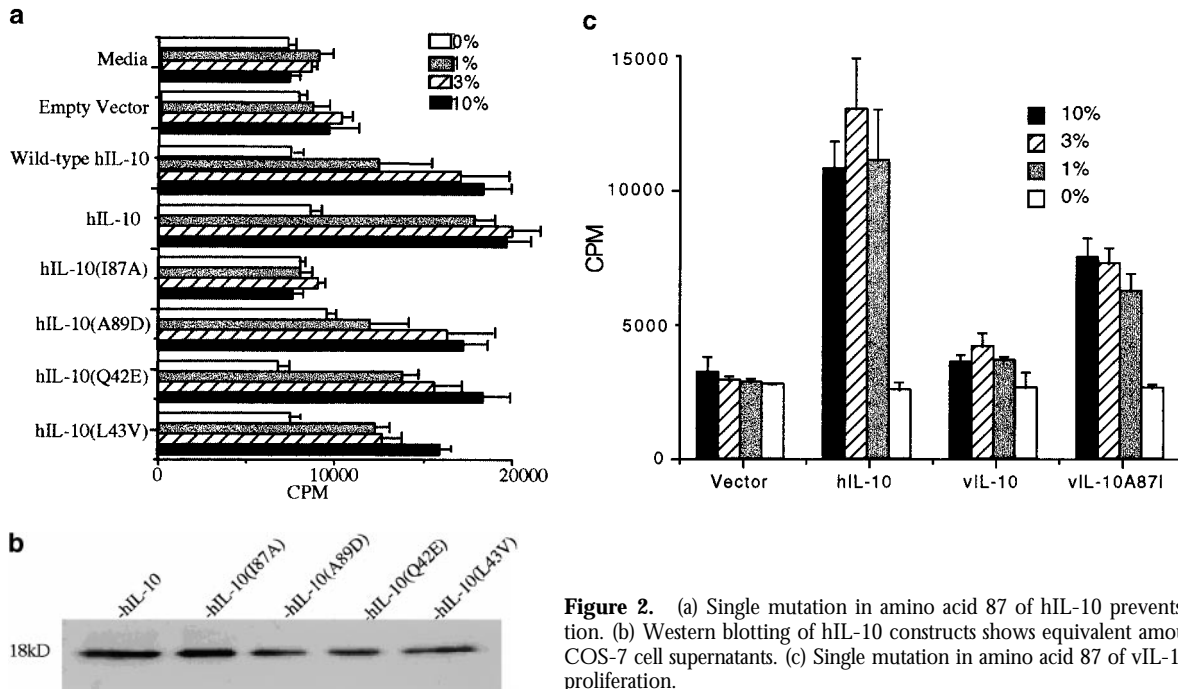 a
Media
Empty Vector
Wild-type hIL-10
hIL-10
hIL-10(I87A)
hIL-10(A89D)
hIL-10(Q42E)
hIL-10(L43V)
0%
1%
3%
10%
0
10000
20000
CPM
b
-hIL-10
-hIL-10(I87A)
-hIL-10(A89D)
-hIL-10(Q42E)
-hIL-10(L43V)
18kD
c
15000
10000
5000
0
CPM
10%
3%
1%
0%
Vector
hIL-10
vIL-10
vIL-10A87I
Figure 2. (a) Single mutation in amino acid 87 of hIL-10 prevents
tion. (b) Western blotting of hIL-10 constructs shows equivalent amou
COS-7 cell supernatants. (c) Single mutation in amino acid 87 of vIL-1
proliferation.